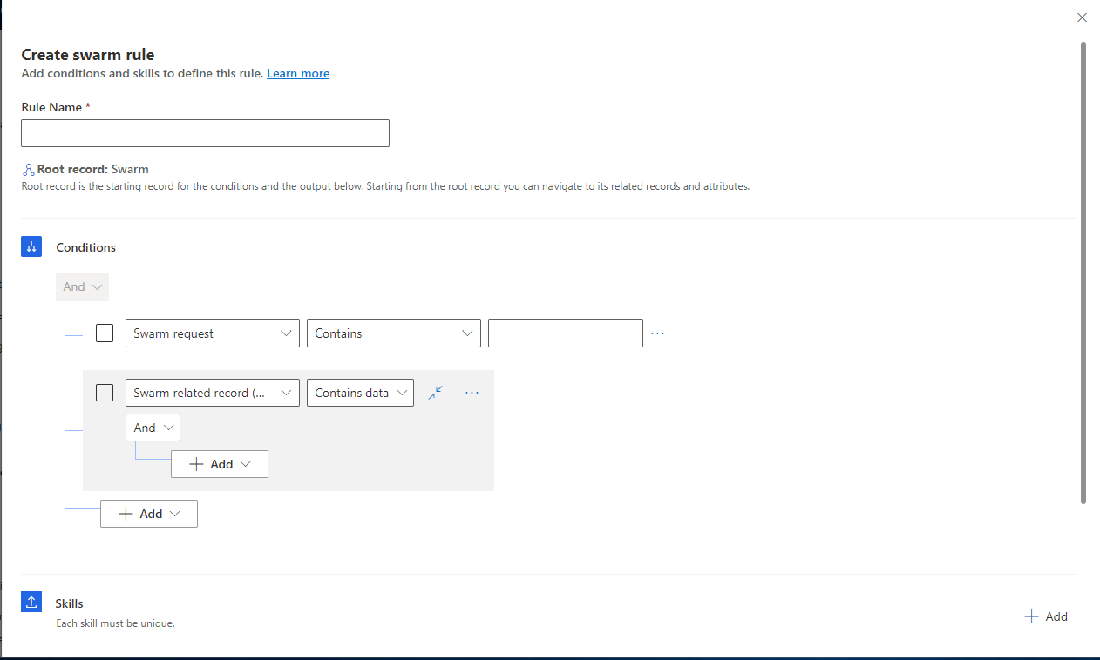 Create swarm rule
Add conditions and skills to define this rule. Learn more
Rule Name *
Root record: Swarm
Root record is the starting record for the conditions and the output below. Starting from the root record you can navigate to its related records and attributes.
Conditions
And
Swarm request Contains ...
Swarm related record (... Contains data ...
And
+ Add
+ Add
Skills
Each skill must be unique.
+ Add